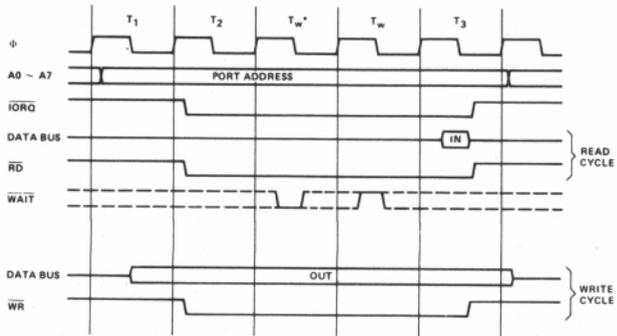 T1 T2 Tw* Tw T3
Φ
A0 ~ A7 PORT ADDRESS
IORQ
DATA BUS IN
READ
CYCLE
RD
WAIT
DATA BUS OUT
WRITE
CYCLE
WR